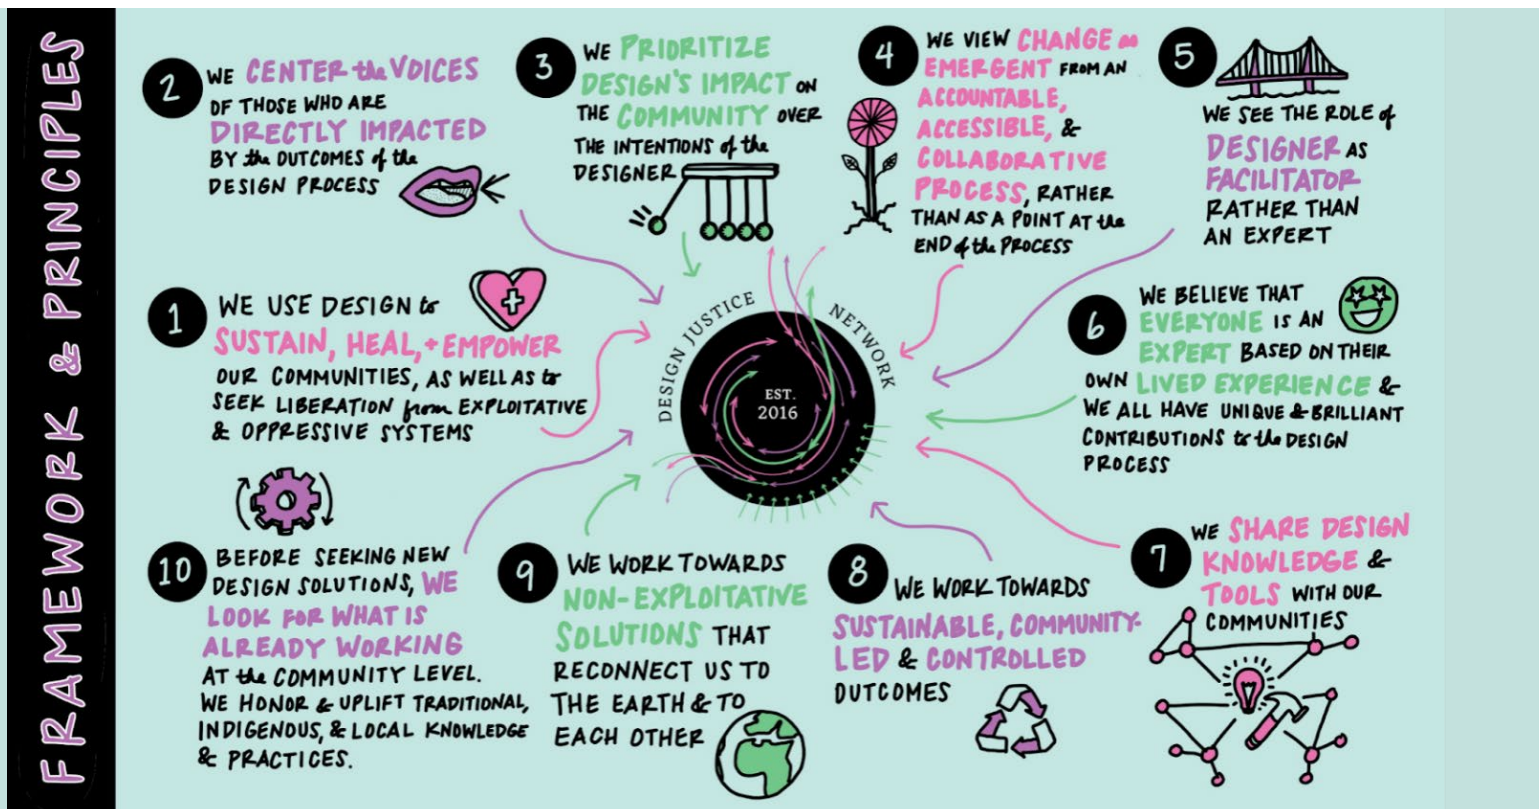 FRAMEWORK & PRINCIPLES
1
WE USE DESIGN to
SUSTAIN, HEAL, + EMPOWER
OUR COMMUNITIES, AS WELL AS to
SEEK LIBERATION from EXPLOITATIVE
& OPPRESSIVE SYSTEMS
2
WE CENTER the VOICES
OF THOSE WHO ARE
DIRECTLY IMPACTED
BY the OUTCOMES of the
DESIGN PROCESS
3
WE PRIORITIZE
DESIGN'S IMPACT ON
THE COMMUNITY OVER
THE INTENTIONS of the
DESIGNER
4
WE VIEW CHANGE as
EMERGENT FROM AN
ACCOUNTABLE,
ACCESSIBLE, &
COLLABORATIVE
PROCESS, RATHER
THAN AS A POINT AT the
END of the PROCESS
5
WE SEE THE ROLE of
DESIGNER AS
FACILITATOR
RATHER THAN
AN EXPERT
6
WE BELIEVE THAT
EVERYONE IS AN
EXPERT BASED ON THEIR
OWN LIVED EXPERIENCE &
WE ALL HAVE UNIQUE & BRILLIANT
CONTRIBUTIONS to the DESIGN
PROCESS
7
WE SHARE DESIGN
KNOWLEDGE &
TOOLS WITH OUR
COMMUNITIES
8
WE WORK TOWARDS
SUSTAINABLE, COMMUNITY-
LED & CONTROLLED
OUTCOMES
9
WE WORK TOWARDS
NON-EXPLOITATIVE
SOLUTIONS THAT
RECONNECT US TO
THE EARTH & TO
EACH OTHER
10
BEFORE SEEKING NEW
DESIGN SOLUTIONS, WE
LOOK FOR WHAT IS
ALREADY WORKING
AT the COMMUNITY LEVEL.
WE HONOR & UPLIFT TRADITIONAL,
INDIGENOUS, & LOCAL KNOWLEDGE
& PRACTICES.
DESIGN JUSTICE NETWORK
EST.
2016